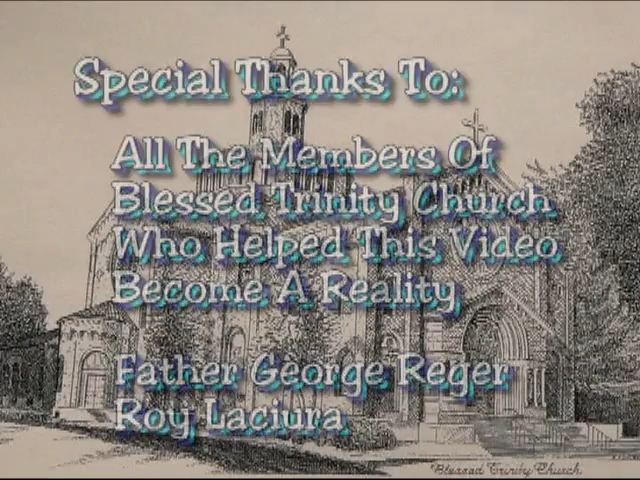 Special Thanks To:
All The Members Of
Blessed Trinity Church
Who Helped This Video
Become A Reality
Father George Reger
Roy Laciura
Blessed Trinity Church